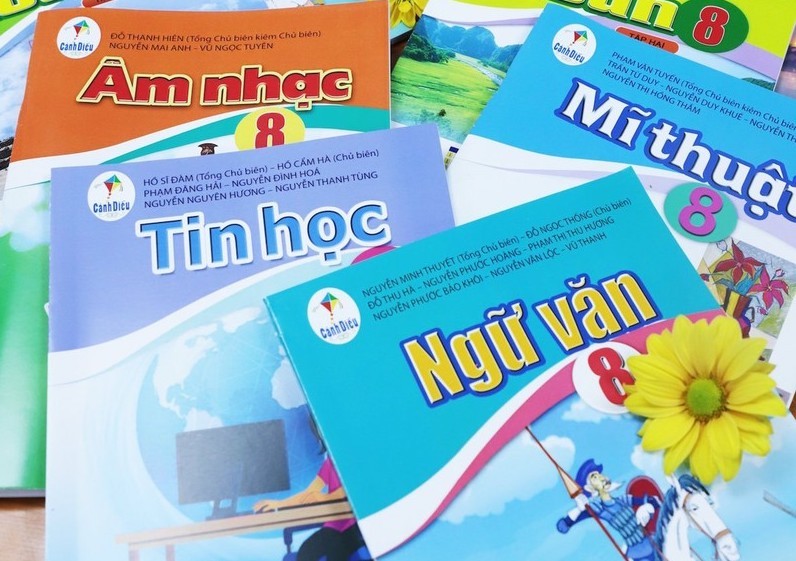 Cánh Diều
ĐỖ THANH HIÊN (Tổng Chủ biên kiêm Chủ biên)
NGUYỄN MAI ANH – VŨ NGỌC TUYÊN
Âm nhạc
8
8
TẬP HAI
Cánh Diều
PHẠM VĂN TUYẾN (Tổng Chủ biên kiêm Chủ biên)
TRẦN TỪ DUY – NGUYỄN DUY KHUÊ – NGUYỄN
NGUYỄN THỊ HỒNG THẮM
Mĩ thuật
8
Cánh Diều
HỒ SĨ ĐÀM (Tổng Chủ biên) – HỒ CẨM HÀ (Chủ biên)
PHẠM ĐĂNG HẢI – NGUYỄN ĐÌNH HOÁ
NGUYỄN NGUYÊN HƯƠNG – NGUYỄN THANH TÙNG
Tin học
Cánh Diều
NGUYỄN MINH THUYẾT (Tổng Chủ biên) – ĐỖ NGỌC THỐNG (Chủ biên)
ĐỖ THU HÀ – NGUYỄN PHƯỚC HOÀNG – PHẠM THỊ THU HƯƠNG
NGUYỄN PHƯỚC BẢO KHÔI – NGUYỄN VĂN LỘC – VŨ THANH
Ngữ văn
8